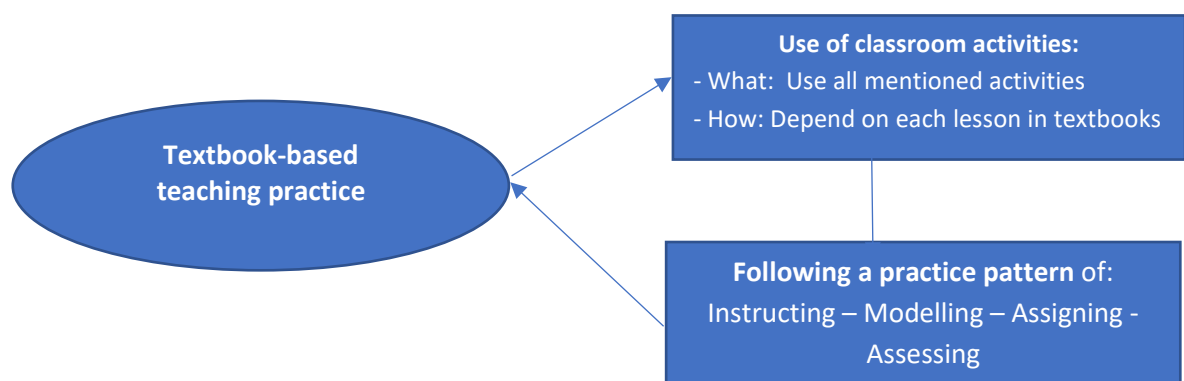 Textbook-based
teaching practice
Use of classroom activities:
- What:  Use all mentioned activities
- How: Depend on each lesson in textbooks
Following a practice pattern of:
Instructing – Modelling – Assigning -
Assessing